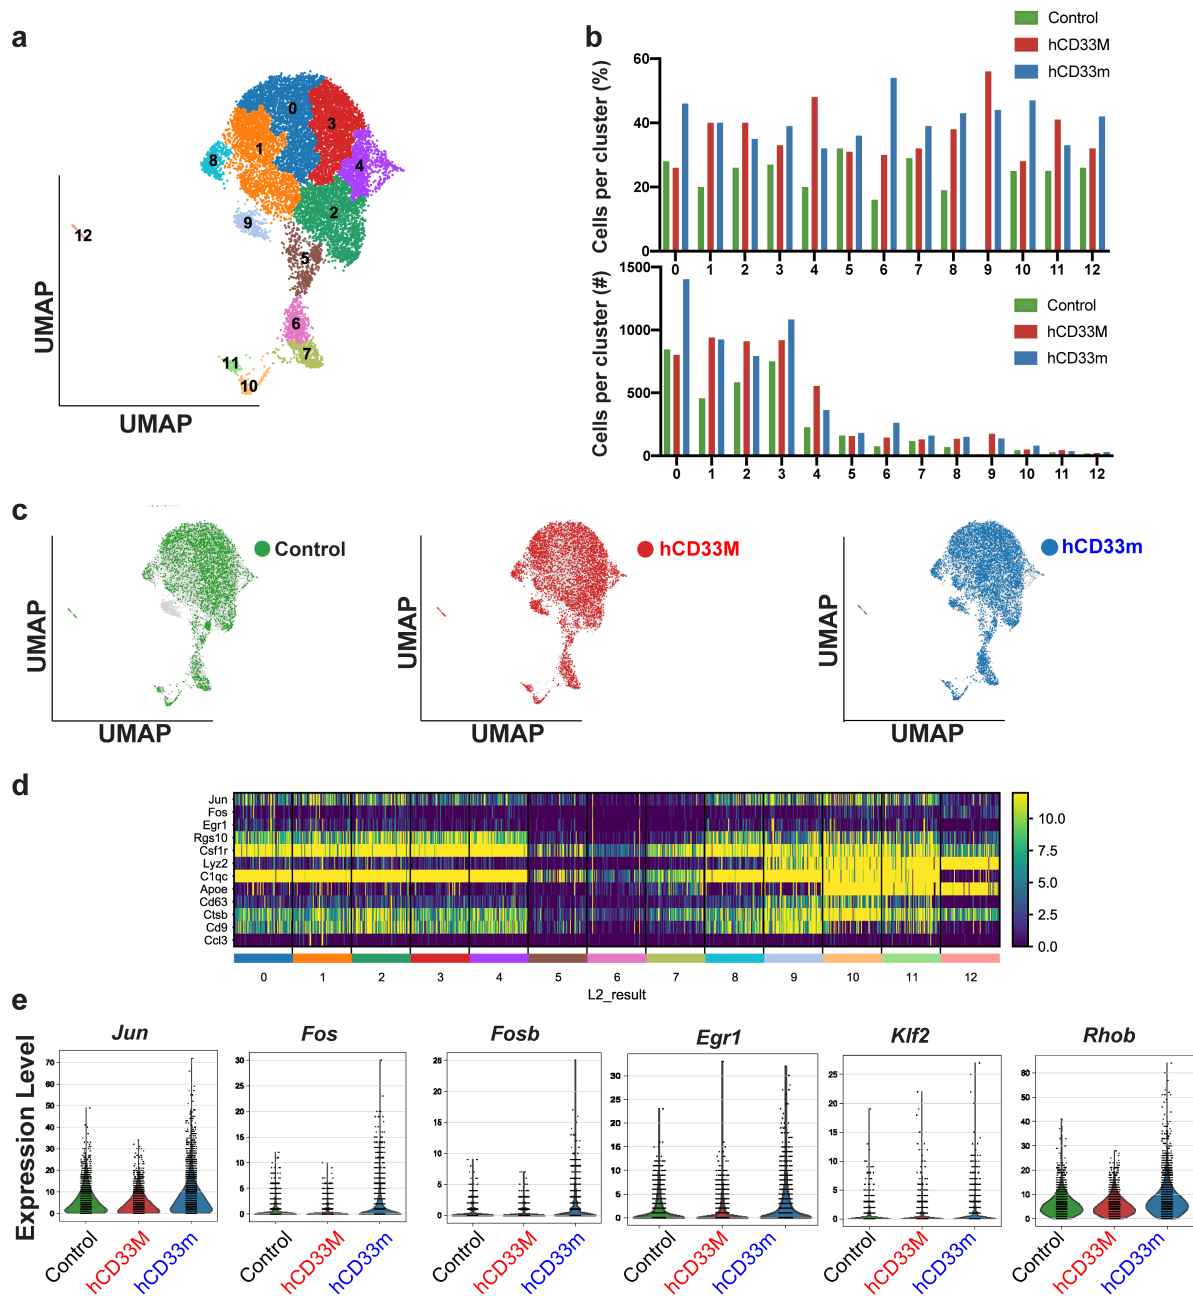 a
0
3
1
8
4
2
9
12
5
6
7
11
10
UMAP
UMAP
b
Control
hCD33M
hCD33m
Cells per cluster (%)
60
40
20
0
0 1 2 3 4 5 6 7 8 9 10 11 12
Cells per cluster (#)
1500
1000
500
0
Control
hCD33M
hCD33m
0 1 2 3 4 5 6 7 8 9 10 11 12
c
Control
UMAP
UMAP
hCD33M
UMAP
UMAP
hCD33m
UMAP
UMAP
d
Jun
Fos
Egr1
Rgs10
Csf1r
Lyz2
C1qc
Apoe
Cd63
Ctsb
Cd9
Ccl3
10.0
7.5
5.0
2.5
0.0
0 1 2 3 4 5 6 7 8 9 10 11 12
L2_result
e
Expression Level
Jun
70
60
50
40
30
20
10
0
Control hCD33M hCD33m
Fos
30
25
20
15
10
5
0
Control hCD33M hCD33m
Fosb
25
20
15
10
5
0
Control hCD33M hCD33m
Egr1
30
25
20
15
10
5
0
Control hCD33M hCD33m
Klf2
25
20
15
10
5
0
Control hCD33M hCD33m
Rhob
60
50
40
30
20
10
0
Control hCD33M hCD33m